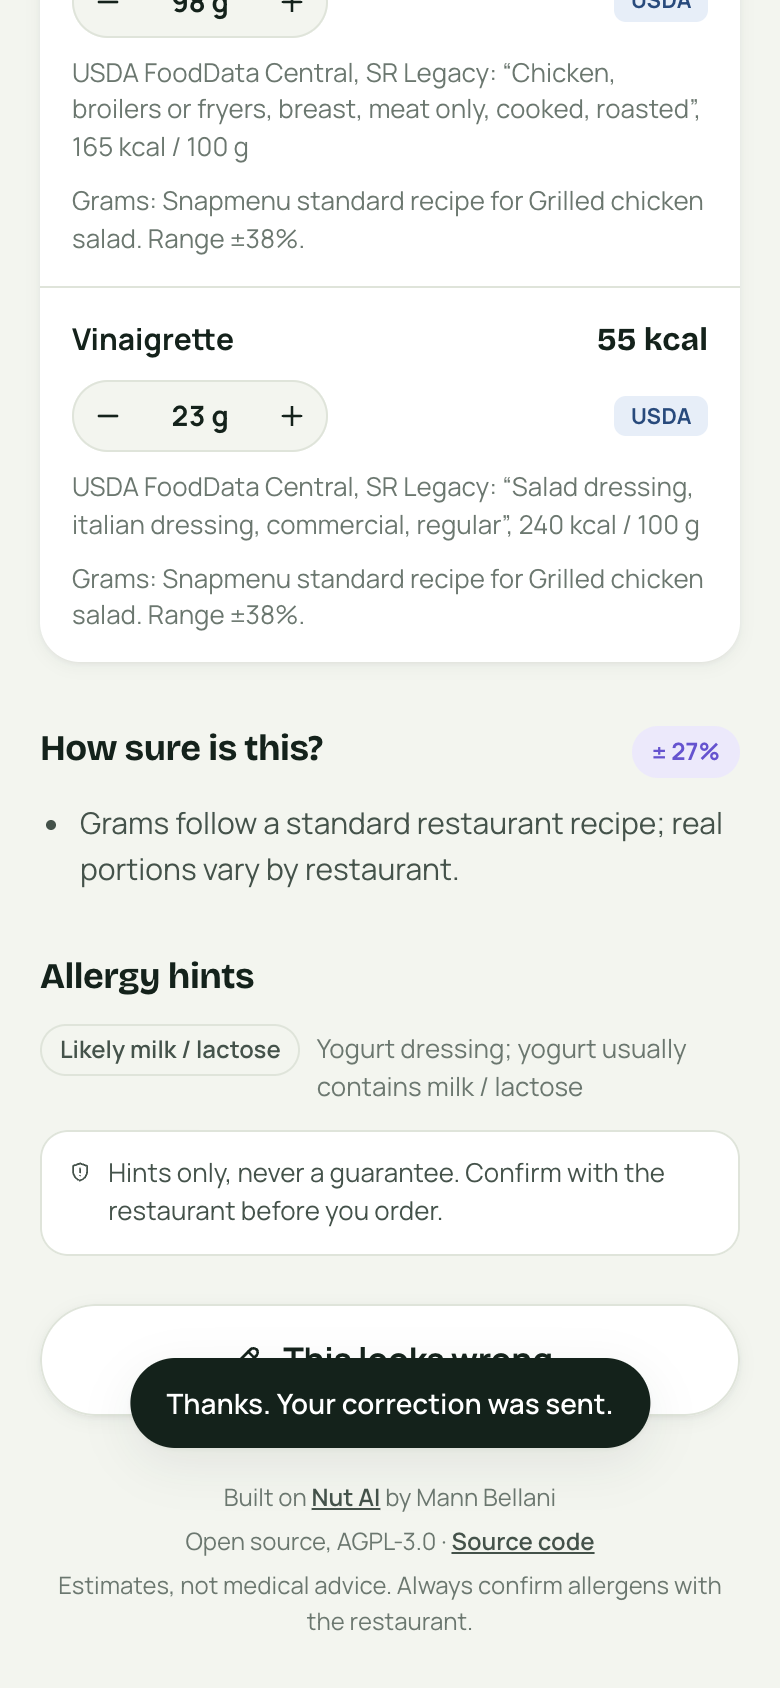 − 98 g + USDA
USDA FoodData Central, SR Legacy: “Chicken,
broilers or fryers, breast, meat only, cooked, roasted”,
165 kcal / 100 g
Grams: Snapmenu standard recipe for Grilled chicken
salad. Range ±38%.
Vinaigrette 55 kcal
− 23 g + USDA
USDA FoodData Central, SR Legacy: “Salad dressing,
italian dressing, commercial, regular”, 240 kcal / 100 g
Grams: Snapmenu standard recipe for Grilled chicken
salad. Range ±38%.
How sure is this? ± 27%
• Grams follow a standard restaurant recipe; real
portions vary by restaurant.
Allergy hints
Likely milk / lactose Yogurt dressing; yogurt usually
contains milk / lactose
Hints only, never a guarantee. Confirm with the
restaurant before you order.
This looks wrong
Thanks. Your correction was sent.
Built on Nut AI by Mann Bellani
Open source, AGPL-3.0 · Source code
Estimates, not medical advice. Always confirm allergens with
the restaurant.